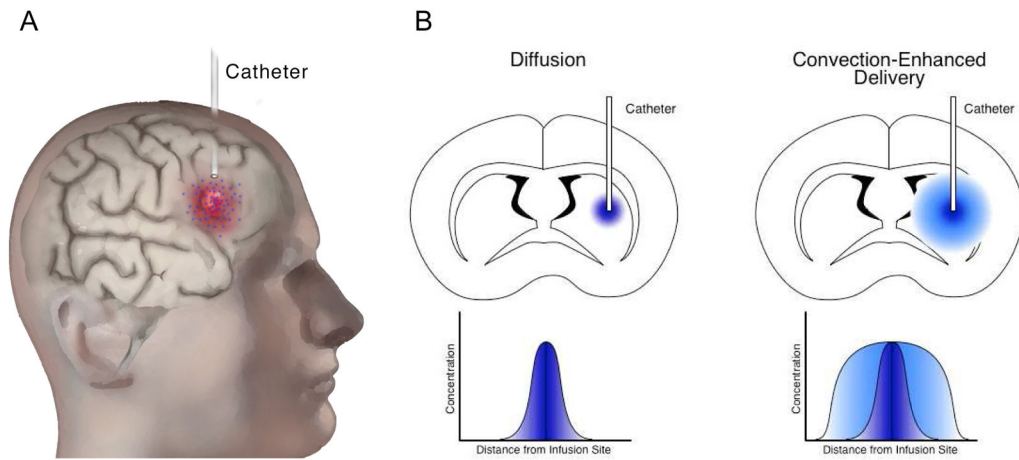 A
Catheter
B
Diffusion
Catheter
Concentration
Distance from Infusion Site
Convection-Enhanced
Delivery
Catheter
Concentration
Distance from Infusion Site